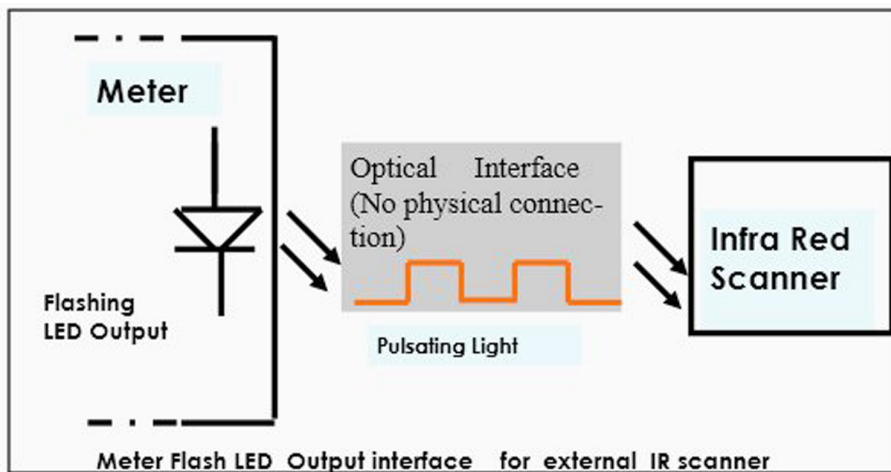 Meter
Optical Interface
(No physical connec-
tion)
Infra Red
Scanner
Flashing
LED Output
Pulsating Light
Meter Flash LED Output interface for external IR scanner